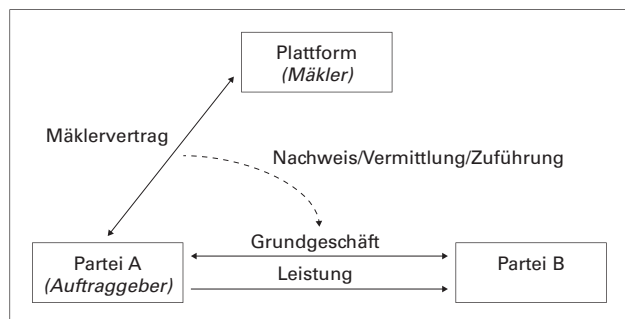 Plattform
(Mäkler)
Mäklervertrag
Nachweis/Vermittlung/Zuführung
Grundgeschäft
Partei A
(Auftraggeber)
Leistung
Partei B